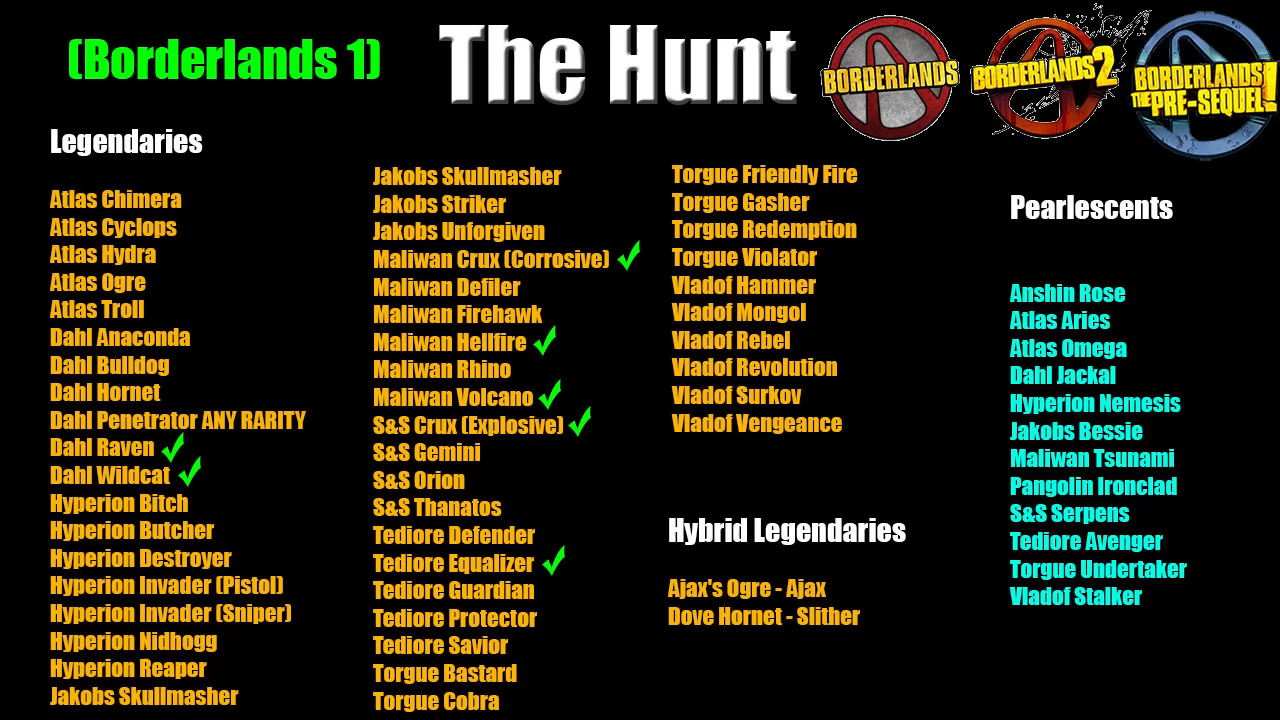 (Borderlands 1)
The Hunt
BORDERLANDS
BORDERLANDS 2
BORDERLANDS
THE PRE-SEQUEL!
Legendaries
Atlas Chimera
Atlas Cyclops
Atlas Hydra
Atlas Ogre
Atlas Troll
Dahl Anaconda
Dahl Bulldog
Dahl Hornet
Dahl Penetrator ANY RARITY
Dahl Raven
Dahl Wildcat
Hyperion Bitch
Hyperion Butcher
Hyperion Destroyer
Hyperion Invader (Pistol)
Hyperion Invader (Sniper)
Hyperion Nidhogg
Hyperion Reaper
Jakobs Skullmasher
Jakobs Skullmasher
Jakobs Striker
Jakobs Unforgiven
Maliwan Crux (Corrosive)
Maliwan Defiler
Maliwan Firehawk
Maliwan Hellfire
Maliwan Rhino
Maliwan Volcano
S&S Crux (Explosive)
S&S Gemini
S&S Orion
S&S Thanatos
Tediore Defender
Tediore Equalizer
Tediore Guardian
Tediore Protector
Tediore Savior
Torgue Bastard
Torgue Cobra
Torgue Friendly Fire
Torgue Gasher
Torgue Redemption
Torgue Violator
Vladof Hammer
Vladof Mongol
Vladof Rebel
Vladof Revolution
Vladof Surkov
Vladof Vengeance
Hybrid Legendaries
Ajax's Ogre - Ajax
Dove Hornet - Slither
Pearlescents
Anshin Rose
Atlas Aries
Atlas Omega
Dahl Jackal
Hyperion Nemesis
Jakobs Bessie
Maliwan Tsunami
Pangolin Ironclad
S&S Serpens
Tediore Avenger
Torgue Undertaker
Vladof Stalker